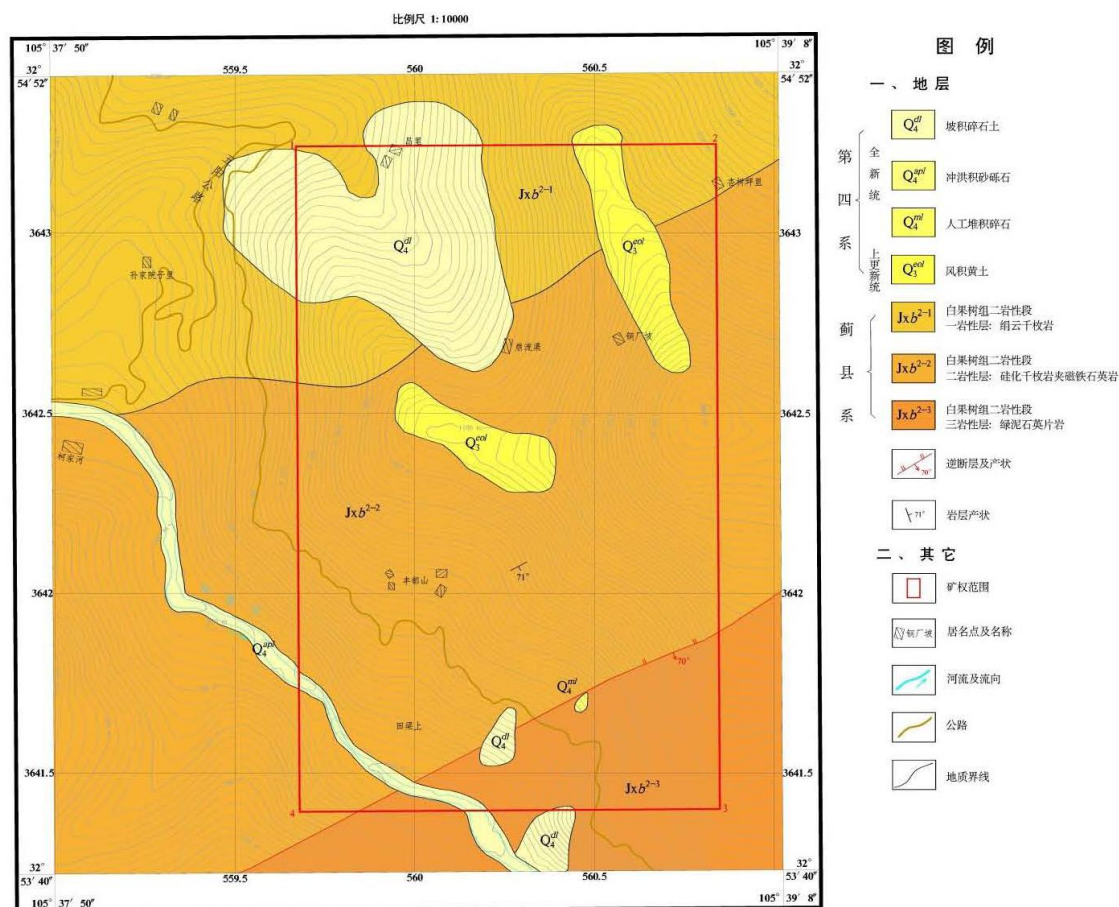 比例尺 1: 10000
105° 37′ 50″
105° 39′ 8″
32°
54′ 52″
559.5
560
560.5
32°
54′ 52″
1
2
昌里
杏树坪里
Jxb²⁻¹
3643
Q₄ᵈˡ
Q₃ᵉᵒˡ
3643
孙家院子里
铜厂坡
3642.5
3642.5
Q₃ᵉᵒˡ
柯家河
Jxb²⁻²
丰都山
71°
3642
3642
Q₄ᵃᵖˡ
70°
Q₄ᵐˡ
田梁上
Q₄ᵈˡ
3641.5
3641.5
Jxb²⁻³
4
3
Q₄ᵈˡ
32°
53′ 40″
105° 37′ 50″
559.5
560
560.5
32°
53′ 40″
105° 39′ 8″
图 例
一 、 地 层
第四系
全新统
上更新统
Q₄ᵈˡ 坡积碎石土
Q₄ᵃᵖˡ 冲洪积砂砾石
Q₄ᵐˡ 人工堆积碎石
Q₃ᵉᵒˡ 风积黄土
蓟县系
Jxb²⁻¹ 白果树组二岩性段
一岩性层: 绢云千枚岩
Jxb²⁻² 白果树组二岩性段
二岩性层: 硅化千枚岩夹磁铁石英岩
Jxb²⁻³ 白果树组二岩性段
三岩性层: 绿泥石英片岩
70° 逆断层及产状
71° 岩层产状
二 、 其 它
矿权范围
铜厂坡 居名点及名称
河流及流向
公路
地质界线